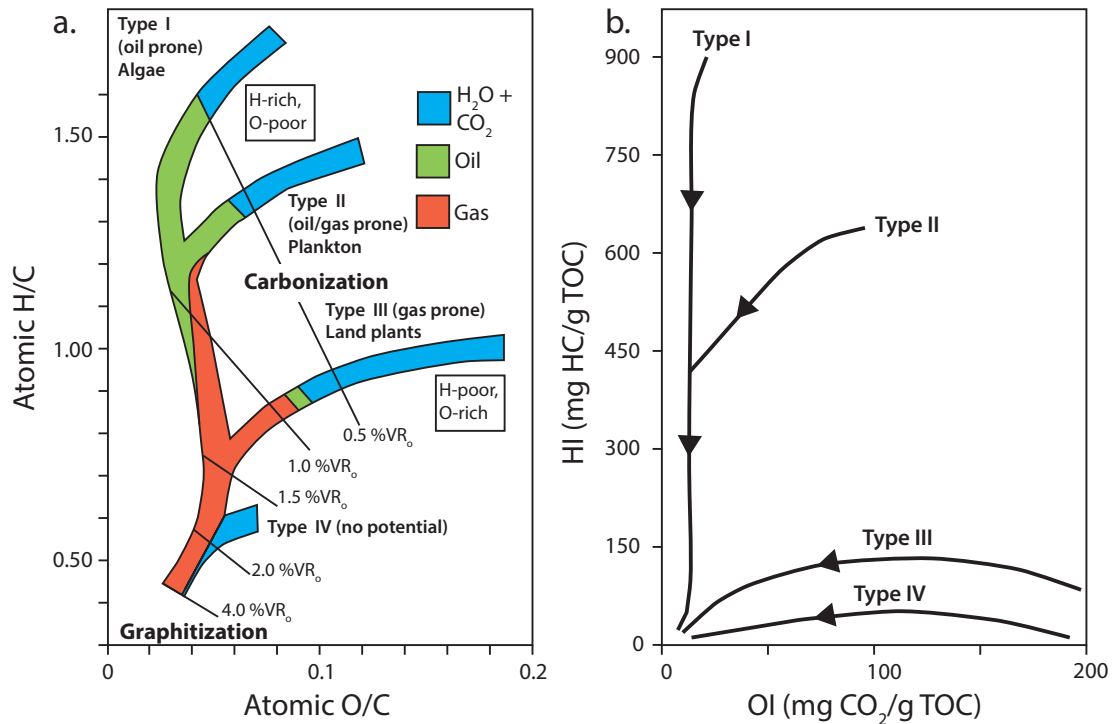 a.
Type I
(oil prone)
Algae
H-rich,
O-poor
H₂O +
CO₂
Oil
Gas
Type II
(oil/gas prone)
Plankton
Carbonization
Type III (gas prone)
Land plants
H-poor,
O-rich
0.5 %VRₒ
1.0 %VRₒ
1.5 %VRₒ
Type IV (no potential)
2.0 %VRₒ
4.0 %VRₒ
Graphitization
Atomic H/C
1.50
1.00
0.50
0
0.1
0.2
Atomic O/C
b.
HI (mg HC/g TOC)
900
750
600
450
300
150
0
Type I
Type II
Type III
Type IV
0
100
200
OI (mg CO₂/g TOC)